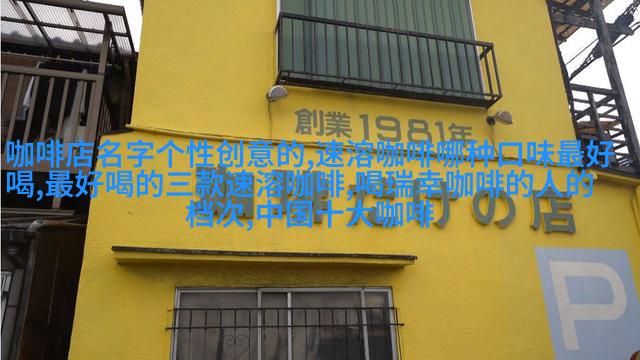 創業1981年
咖啡店名字个性创意的,速溶咖啡哪种口味最好
喝,最好喝的三款速溶咖啡,喝瑞幸咖啡的人的
档次,中国十大咖啡
だけの店
P